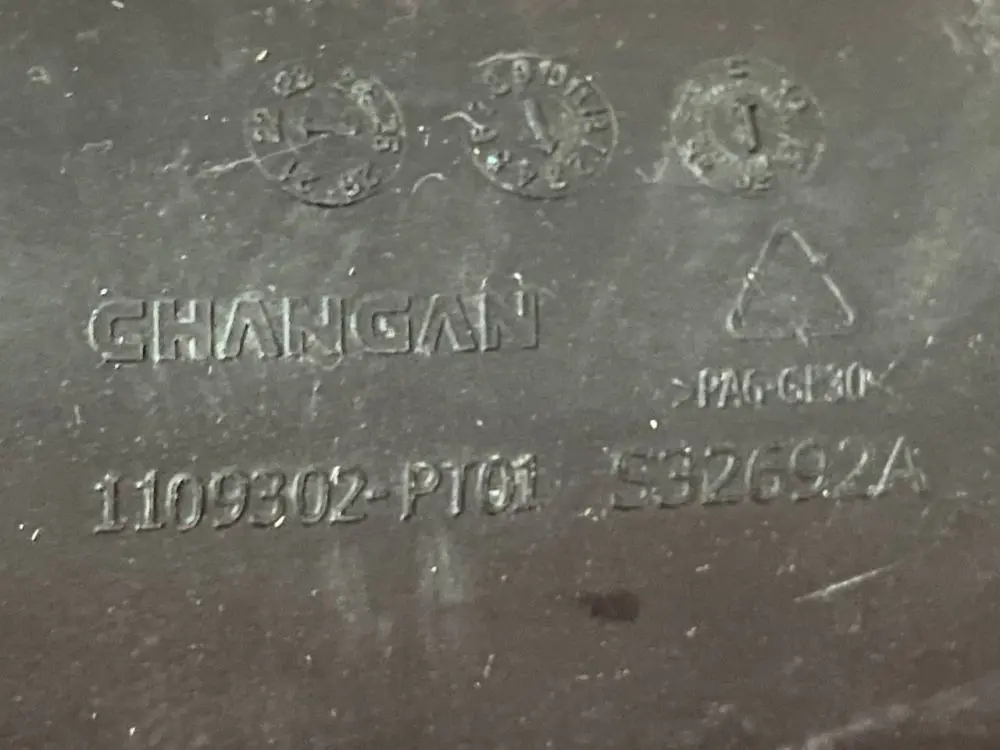 CHANGAN
>PA6-GF30<
1109302-PT01 S32692A